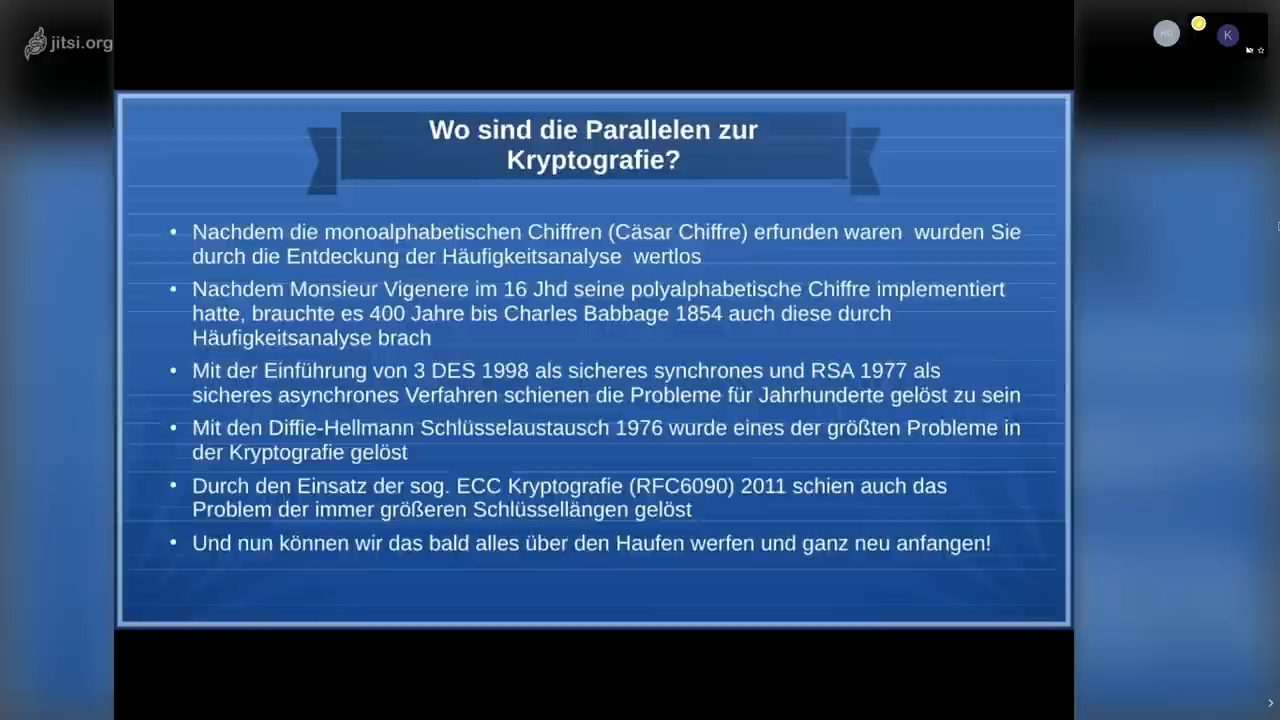 jitsi.org
HG
K
Wo sind die Parallelen zur
Kryptografie?
• Nachdem die monoalphabetischen Chiffren (Cäsar Chiffre) erfunden waren  wurden Sie
durch die Entdeckung der Häufigkeitsanalyse  wertlos
• Nachdem Monsieur Vigenere im 16 Jhd seine polyalphabetische Chiffre implementiert
hatte, brauchte es 400 Jahre bis Charles Babbage 1854 auch diese durch
Häufigkeitsanalyse brach
• Mit der Einführung von 3 DES 1998 als sicheres synchrones und RSA 1977 als
sicheres asynchrones Verfahren schienen die Probleme für Jahrhunderte gelöst zu sein
• Mit den Diffie-Hellmann Schlüsselaustausch 1976 wurde eines der größten Probleme in
der Kryptografie gelöst
• Durch den Einsatz der sog. ECC Kryptografie (RFC6090) 2011 schien auch das
Problem der immer größeren Schlüssellängen gelöst
• Und nun können wir das bald alles über den Haufen werfen und ganz neu anfangen!